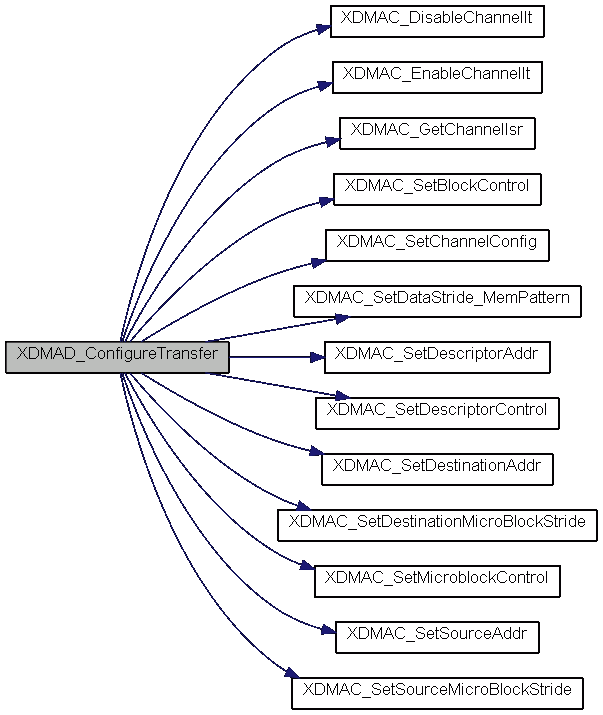 XDMAC_DisableChannelIt
XDMAC_EnableChannelIt
XDMAC_GetChannelIsr
XDMAC_SetBlockControl
XDMAC_SetChannelConfig
XDMAC_SetDataStride_MemPattern
XDMAD_ConfigureTransfer
XDMAC_SetDescriptorAddr
XDMAC_SetDescriptorControl
XDMAC_SetDestinationAddr
XDMAC_SetDestinationMicroBlockStride
XDMAC_SetMicroblockControl
XDMAC_SetSourceAddr
XDMAC_SetSourceMicroBlockStride